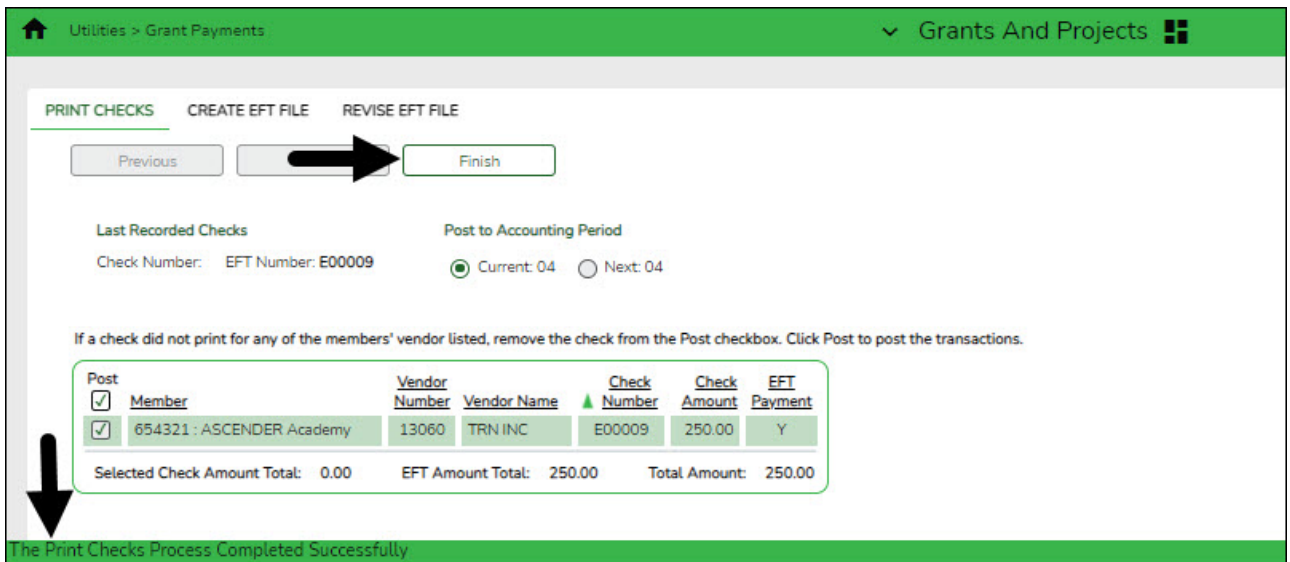 Utilities > Grant Payments
Grants And Projects
PRINT CHECKS CREATE EFT FILE REVISE EFT FILE
Previous Finish
Last Recorded Checks Post to Accounting Period
Check Number: EFT Number: E00009 Current: 04 Next: 04
If a check did not print for any of the members' vendor listed, remove the check from the Post checkbox. Click Post to post the transactions.
Post Vendor Check Check EFT
Member Number Vendor Name Number Amount Payment
654321 : ASCENDER Academy 13060 TRN INC E00009 250.00 Y
Selected Check Amount Total: 0.00 EFT Amount Total: 250.00 Total Amount: 250.00
The Print Checks Process Completed Successfully